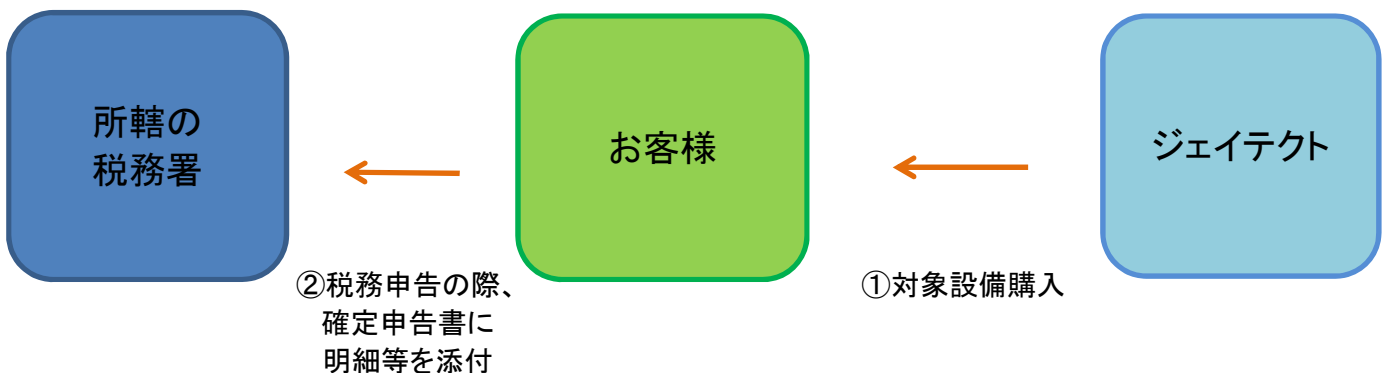 所轄の
税務署
お客様
ジェイテクト
②税務申告の際、
確定申告書に
明細等を添付
①対象設備購入